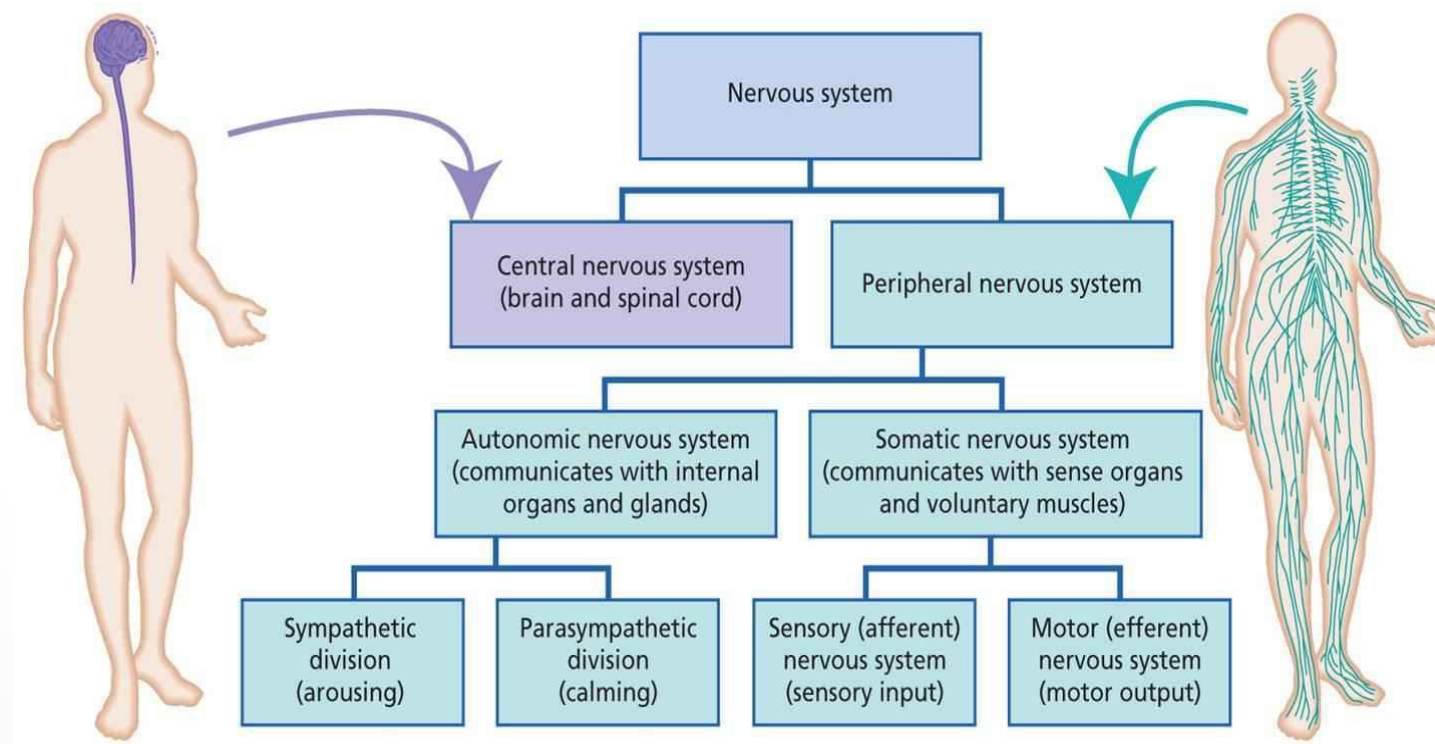 Nervous system
Central nervous system
(brain and spinal cord)
Peripheral nervous system
Autonomic nervous system
(communicates with internal
organs and glands)
Somatic nervous system
(communicates with sense organs
and voluntary muscles)
Sympathetic
division
(arousing)
Parasympathetic
division
(calming)
Sensory (afferent)
nervous system
(sensory input)
Motor (efferent)
nervous system
(motor output)